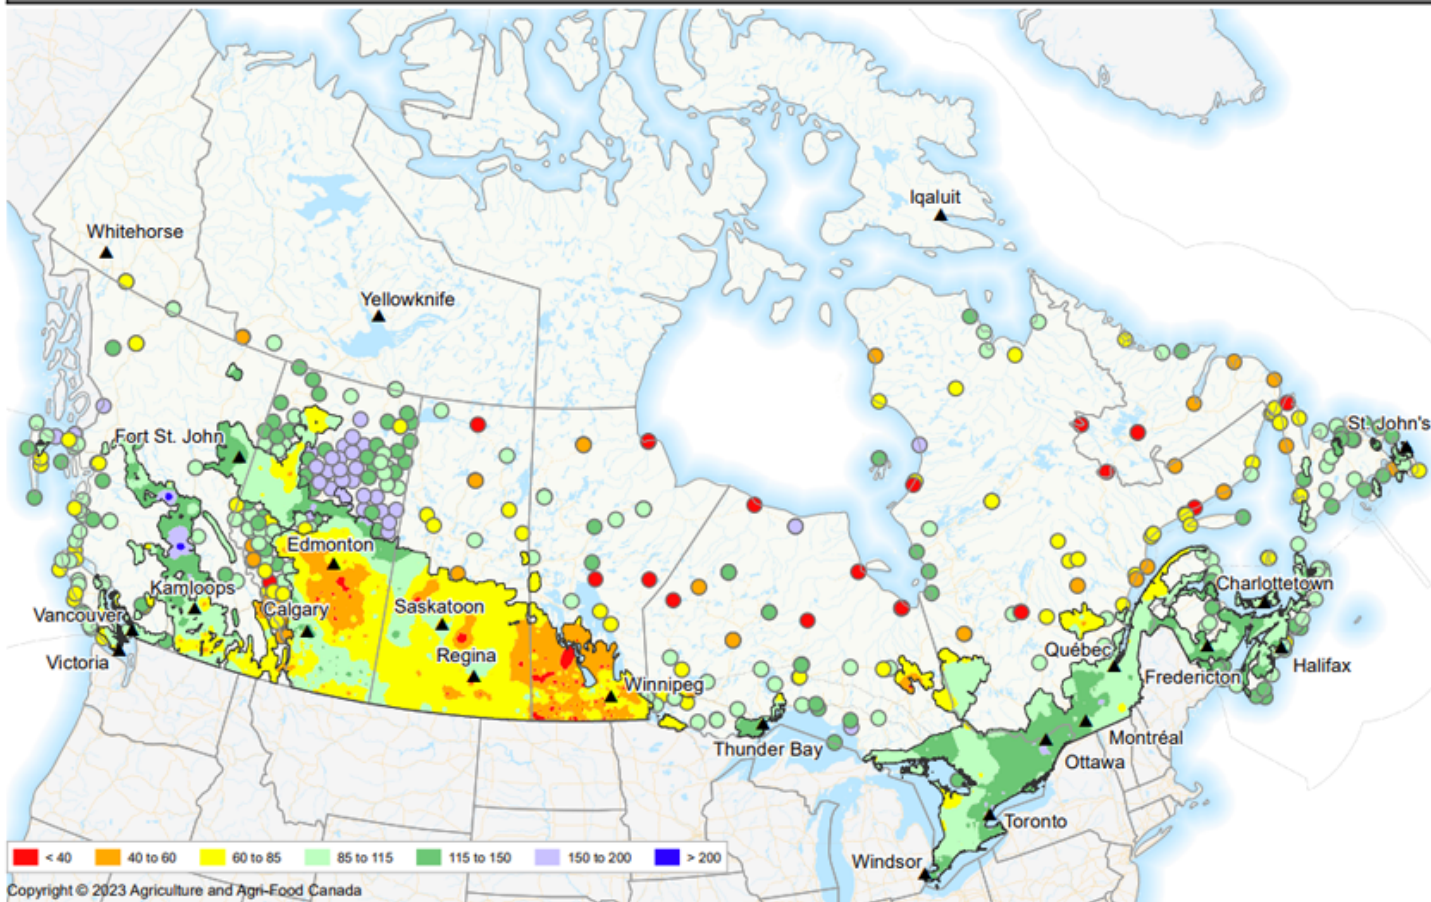 Iqaluit
Whitehorse
Yellowknife
St. John's
Fort St. John
Edmonton
Kamloops
Charlottetown
Vancouver
Calgary
Saskatoon
Québec
Victoria
Regina
Halifax
Fredericton
Winnipeg
Montréal
Thunder Bay
Ottawa
Toronto
Windsor
< 40 40 to 60 60 to 85 85 to 115 115 to 150 150 to 200 > 200
Copyright © 2023 Agriculture and Agri-Food Canada